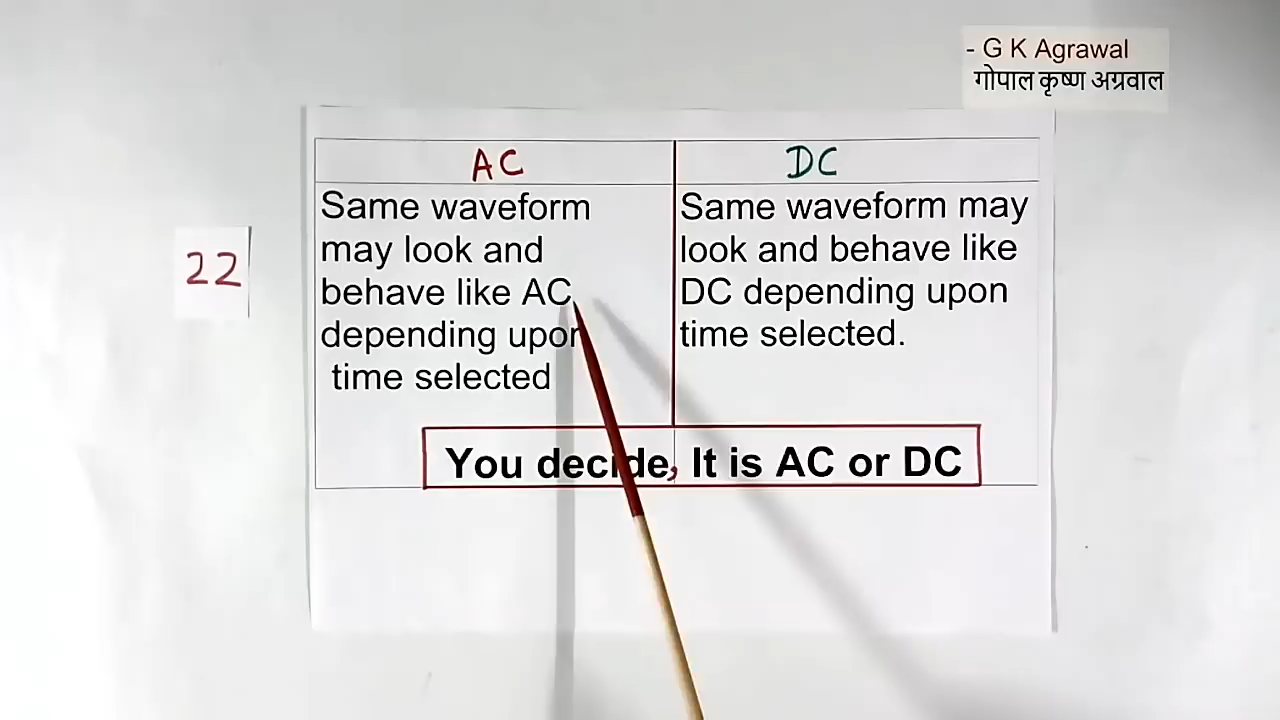 - G K Agrawal
गोपाल कृष्ण अग्रवाल
AC
DC
22
Same waveform
may look and
behave like AC
depending upon
time selected
Same waveform may
look and behave like
DC depending upon
time selected.
You decide, It is AC or DC